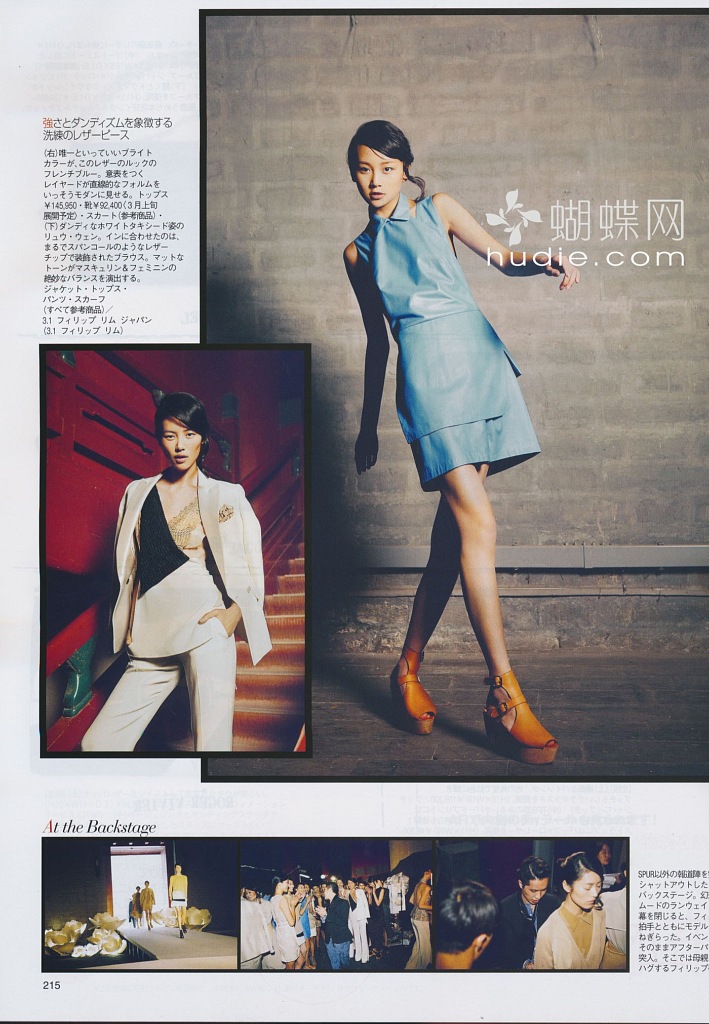 強さとダンディズムを象徴する
洗練のレザーピース
(右)唯一といっていいブライト
カラーが、このレザーのルックの
フレンチブルー。意表をつく
レイヤードが直線的なフォルムを
いっそうモダンに見せる。トップス
¥145,950・靴¥92,400(3月上旬
展開予定)・スカート(参考商品)・
(下)ダンディなホワイトタキシード姿の
リュウ・ウェン。インに合わせたのは、
まるでスパンコールのようなレザー
チップで装飾されたブラウス。マットな
トーンがマスキュリン&フェミニンの
絶妙なバランスを演出する。
ジャケット・トップス・
パンツ・スカーフ
(すべて参考商品)/
3.1 フィリップ リム ジャパン
(3.1 フィリップ リム)
蝴蝶网
hudie.com
At the Backstage
SPUR以外の報道陣を
シャットアウトした
バックステージ。幻
ムードのランウェイ
幕を閉じると、フィ
拍手とともにモデル
ねぎらった。イベン
そのままアフターパ
突入。そこでは母親
ハグするフィリップ
215